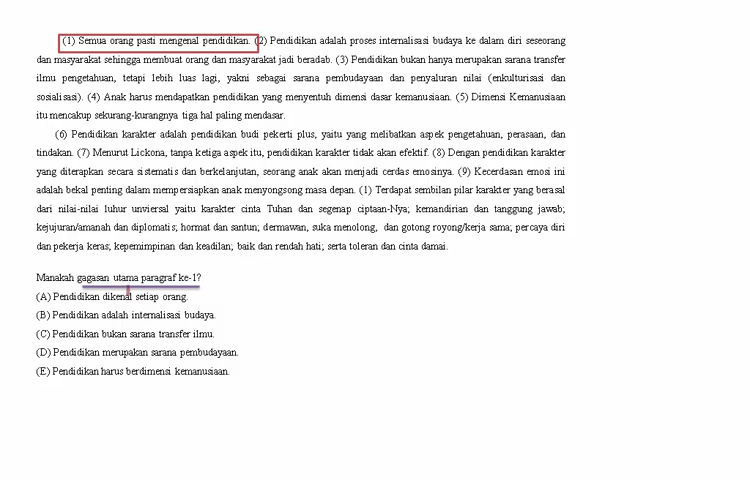 (1) Semua orang pasti mengenal pendidikan. (2) Pendidikan adalah proses internalisi budaya ke dalam diri seseorang
dan masyarakat sehingga membuat orang dan masyarakat jadi beradab. (3) Pendidikan bukan hanya merupakan sarana transfer
ilmu pengetahuan, tetapi lebih luas lagi, yakni sebagai sarana pembudayaan dan penyaluran nilai (enkulturisasi dan
sosialisasi). (4) Anak harus mendapatkan pendidikan yang menyentuh dimensi dasar kemanusiaan. (5) Dimensi Kemanusiaan
itu mencakup sekurang-kurangnya tiga hal paling mendasar.
(6) Pendidikan karakter adalah pendidikan budi pekerti plus, yaitu yang melibatkan aspek pengetahuan, perasaan, dan
tindakan. (7) Menurut Lickona, tanpa ketiga aspek itu, pendidikan karakter tidak akan efektif. (8) Dengan pendidikan karakter
yang diterapkan secara sistematis dan berkelanjutan, seorang anak akan menjadi cerdas emosinya. (9) Kecerdasan emosi ini
adalah bekal penting dalam mempersiapkan anak menyongsong masa depan. (1) Terdapat sembilan pilar karakter yang berasal
dari nilai-nilai luhur unviersal yaitu karakter cinta Tuhan dan segenap ciptaan-Nya; kemandirian dan tanggung jawab;
kejujuran/amanah dan diplomatis; hormat dan santun; dermawan, suka menolong, dan gotong royong/kerja sama; percaya diri
dan pekerja keras; kepemimpinan dan keadilan; baik dan rendah hati; serta toleran dan cinta damai.
Manakah gagasan utama paragraf ke-1?
(A) Pendidikan dikenal setiap orang.
(B) Pendidikan adalah internalisasi budaya.
(C) Pendidikan bukan sarana transfer ilmu.
(D) Pendidikan merupakan sarana pembudayaan.
(E) Pendidikan harus berdimensi kemanusiaan.